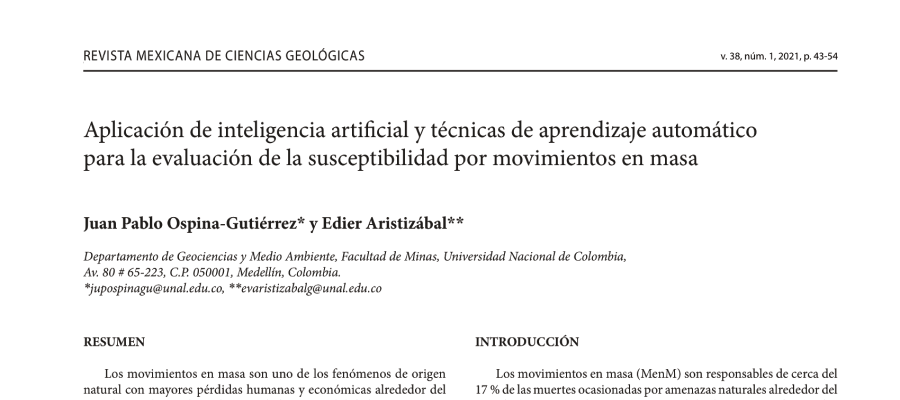 REVISTA MEXICANA DE CIENCIAS GEOLÓGICAS
v. 38, núm. 1, 2021, p. 43-54
Aplicación de inteligencia artificial y técnicas de aprendizaje automático
para la evaluación de la susceptibilidad por movimientos en masa
Juan Pablo Ospina-Gutiérrez* y Edier Aristizábal**
Departamento de Geociencias y Medio Ambiente, Facultad de Minas, Universidad Nacional de Colombia,
Av. 80 # 65-223, C.P. 050001, Medellín, Colombia.
*jupospinagu@unal.edu.co, **evaristizabalg@unal.edu.co
RESUMEN
Los movimientos en masa son uno de los fenómenos de origen
natural con mayores pérdidas humanas y económicas alrededor del
INTRODUCCIÓN
Los movimientos en masa (MenM) son responsables de cerca del
17 % de las muertes ocasionadas por amenazas naturales alrededor del